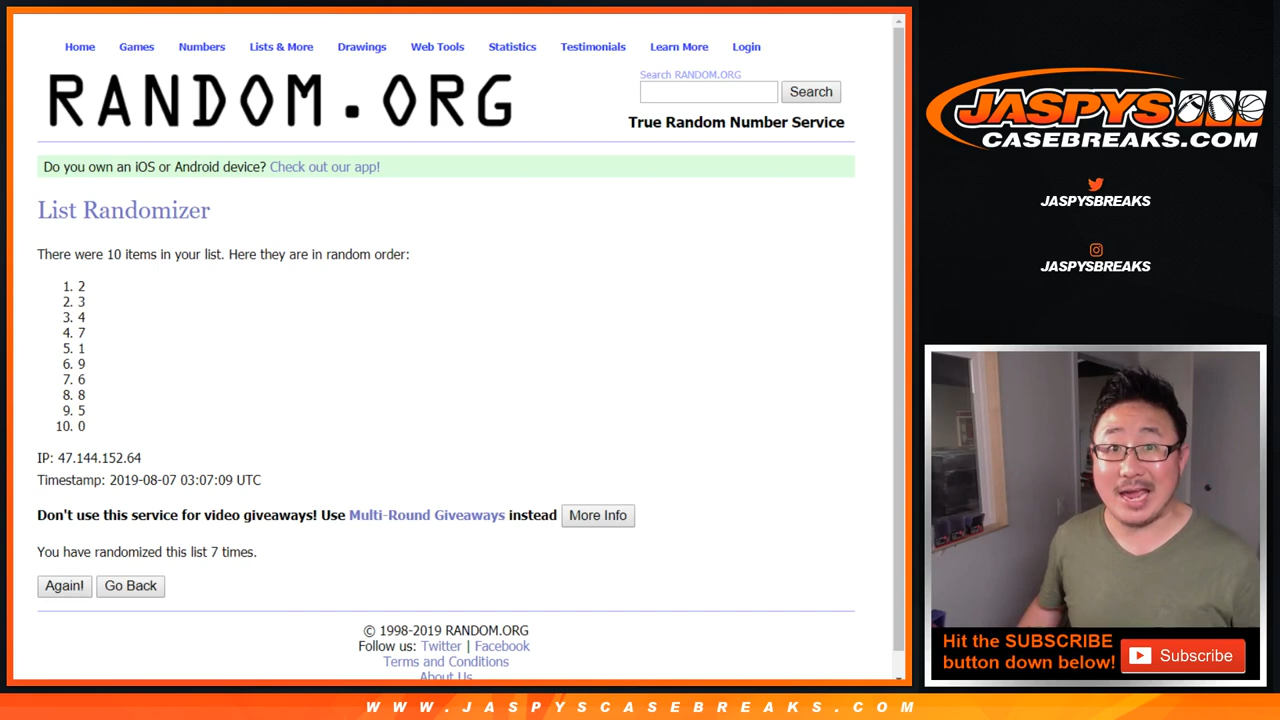 Home Games Numbers Lists & More Drawings Web Tools Statistics Testimonials Learn More Login
RANDOM.ORG
Search RANDOM.ORG
Search
True Random Number Service
Do you own an iOS or Android device? Check out our app!
List Randomizer
There were 10 items in your list. Here they are in random order:
1. 2
2. 3
3. 4
4. 7
5. 1
6. 9
7. 6
8. 8
9. 5
10. 0
IP: 47.144.152.64
Timestamp: 2019-08-07 03:07:09 UTC
Don't use this service for video giveaways! Use Multi-Round Giveaways instead More Info
You have randomized this list 7 times.
Again! Go Back
© 1998-2019 RANDOM.ORG
Follow us: Twitter | Facebook
Terms and Conditions
About Us
JASPYS
CASEBREAKS.COM
JASPYSBREAKS
JASPYSBREAKS
Hit the SUBSCRIBE
button down below!
Subscribe
WWW.JASPYSCASEBREAKS.COM